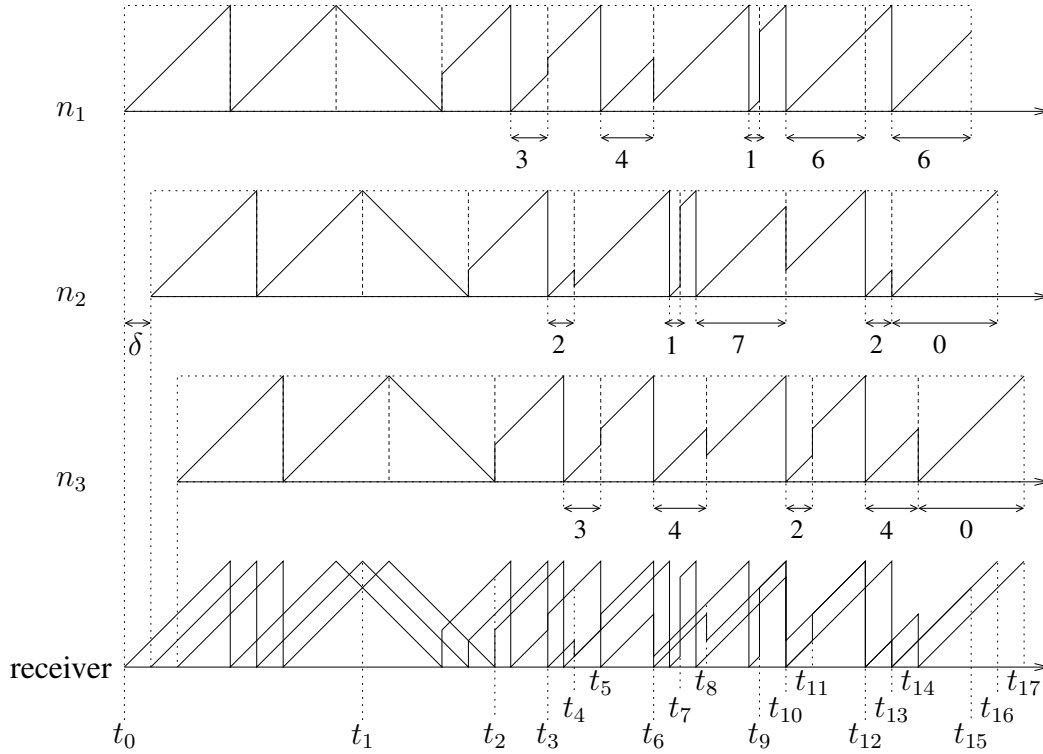 n₁
3 4 1 6 6
n₂
δ 2 1 7 2 0
n₃
3 4 2 4 0
receiver
t₅ t₈ t₁₁ t₁₄ t₁₇
t₄ t₇ t₁₀ t₁₃ t₁₆
t₀ t₁ t₂ t₃ t₆ t₉ t₁₂ t₁₅